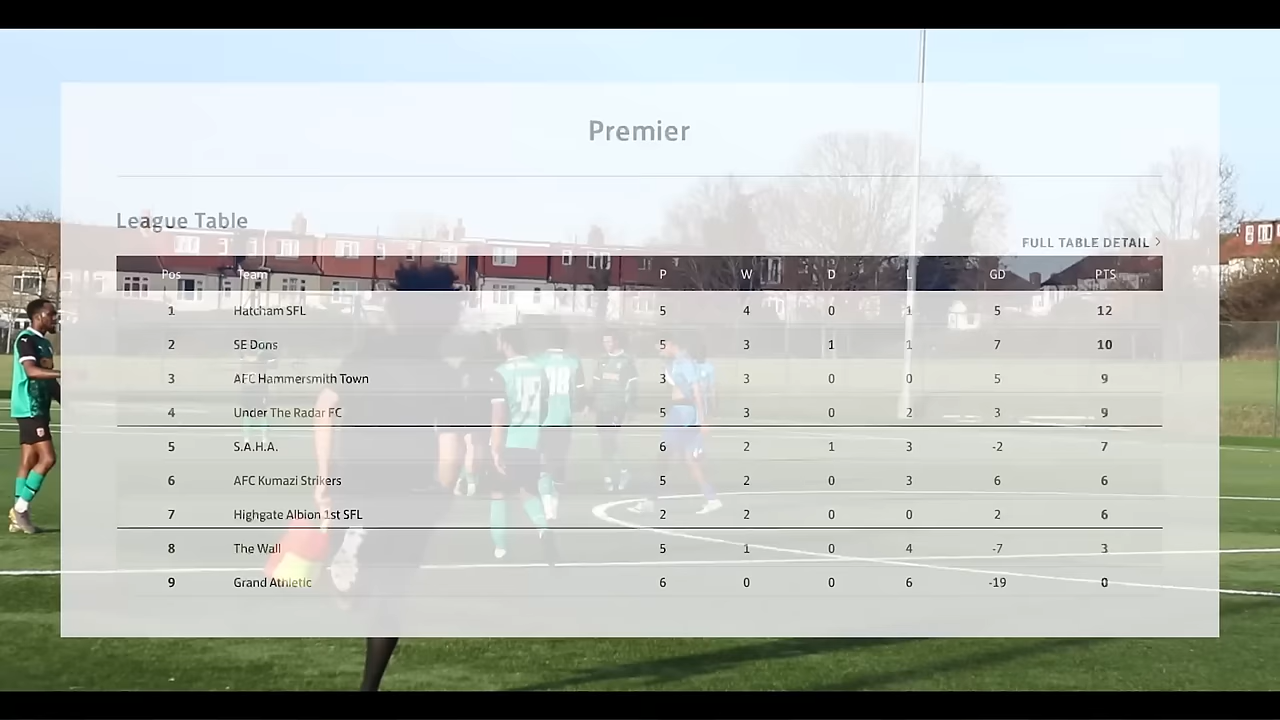 Premier
League Table
FULL TABLE DETAIL >
Pos Team P W D L GD PTS
1 Hatcham SFL 5 4 0 1 5 12
2 SE Dons 5 3 1 1 7 10
3 AFC Hammersmith Town 3 3 0 0 5 9
4 Under The Radar FC 5 3 0 2 3 9
5 S.A.H.A. 6 2 1 3 -2 7
6 AFC Kumazi Strikers 5 2 0 3 6 6
7 Highgate Albion 1st SFL 2 2 0 0 2 6
8 The Wall 5 1 0 4 -7 3
9 Grand Athletic 6 0 0 6 -19 0